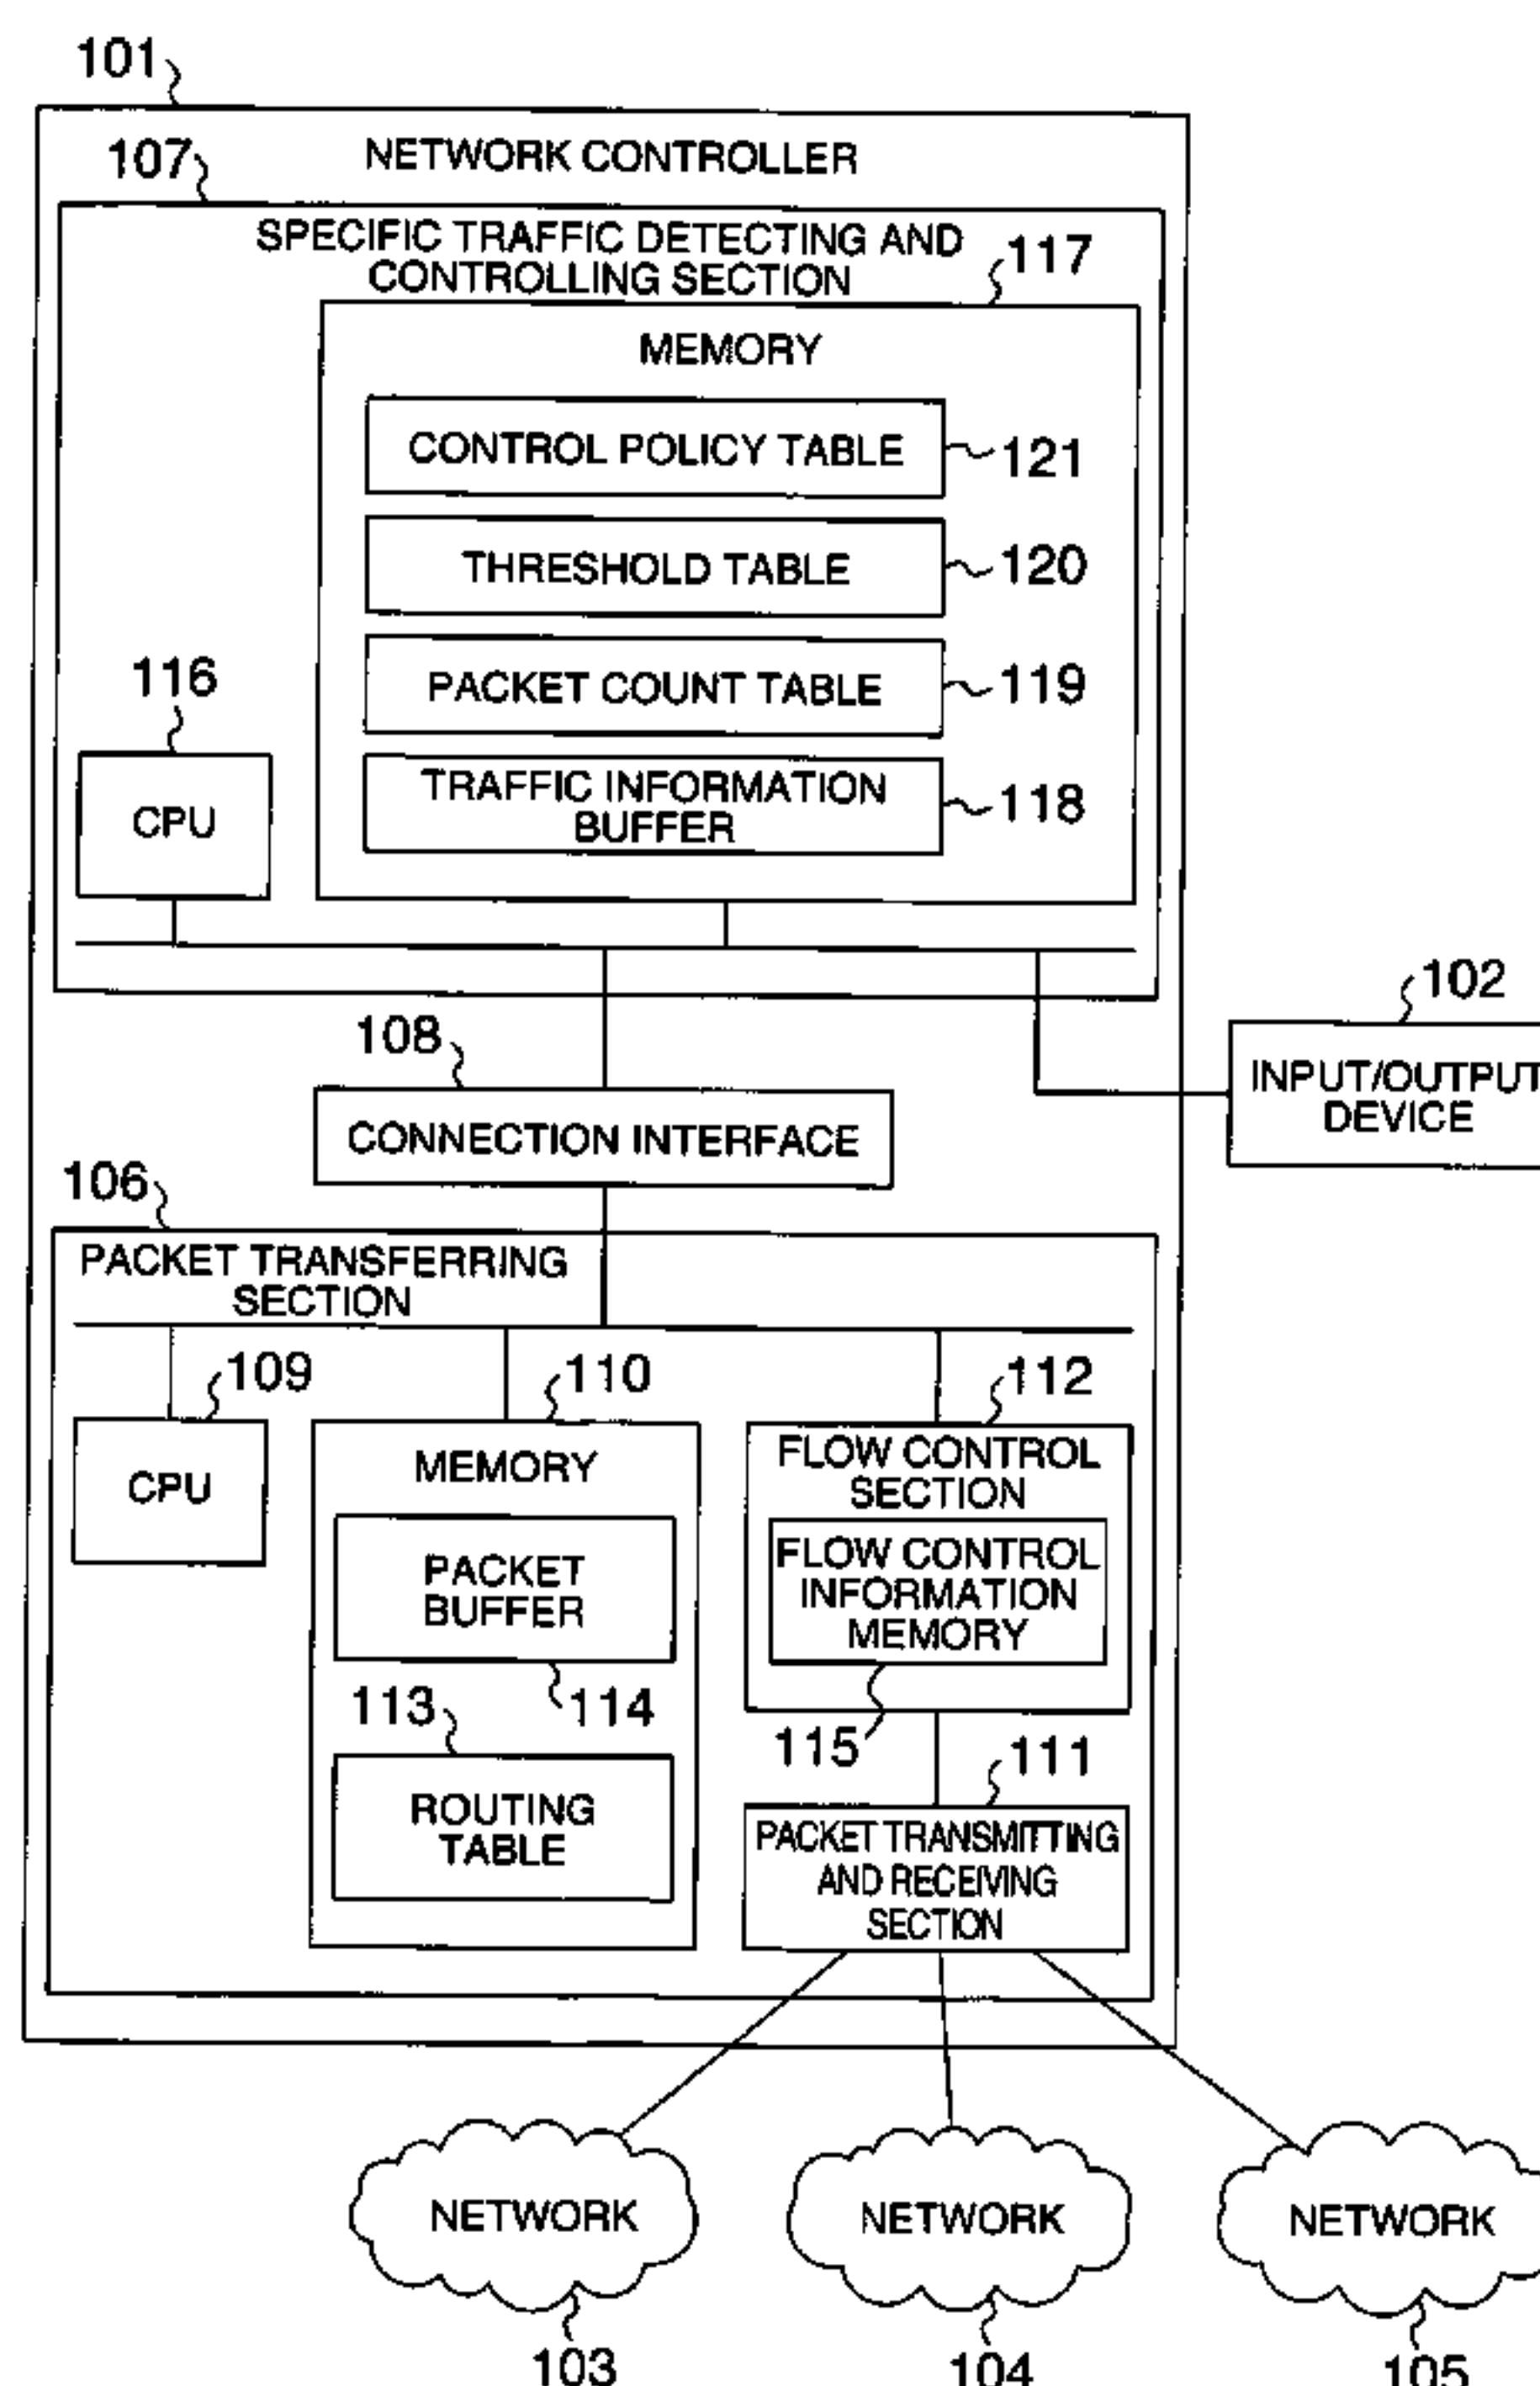 101
NETWORK CONTROLLER
107
SPECIFIC TRAFFIC DETECTING AND
CONTROLLING SECTION
117
MEMORY
CONTROL POLICY TABLE
121
THRESHOLD TABLE
120
PACKET COUNT TABLE
119
116
CPU
TRAFFIC INFORMATION
BUFFER
118
102
INPUT/OUTPUT
DEVICE
108
CONNECTION INTERFACE
106
PACKET TRANSFERRING
SECTION
109
CPU
110
MEMORY
PACKET
BUFFER
114
113
ROUTING
TABLE
112
FLOW CONTROL
SECTION
FLOW CONTROL
INFORMATION
MEMORY
115
111
PACKET TRANSMITTING
AND RECEIVING
SECTION
NETWORK
103
NETWORK
104
NETWORK
105